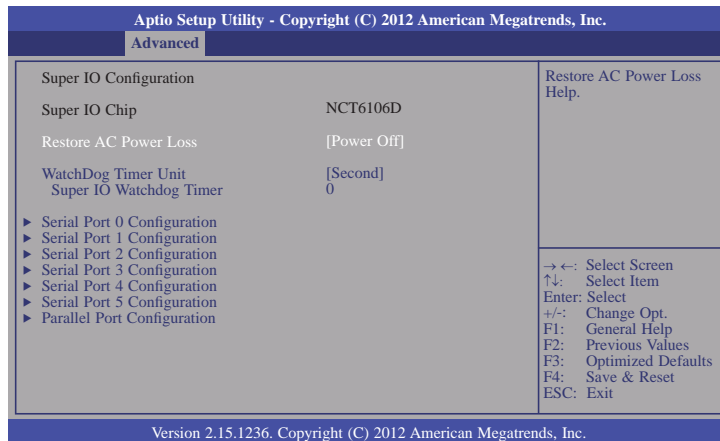 Aptio Setup Utility - Copyright (C) 2012 American Megatrends, Inc.
Advanced
Super IO Configuration
Super IO Chip NCT6106D
Restore AC Power Loss [Power Off]
WatchDog Timer Unit [Second]
Super IO Watchdog Timer 0
▶ Serial Port 0 Configuration
▶ Serial Port 1 Configuration
▶ Serial Port 2 Configuration
▶ Serial Port 3 Configuration
▶ Serial Port 4 Configuration
▶ Serial Port 5 Configuration
▶ Parallel Port Configuration
Restore AC Power Loss
Help.
→ ←: Select Screen
↑↓: Select Item
Enter: Select
+/-: Change Opt.
F1: General Help
F2: Previous Values
F3: Optimized Defaults
F4: Save & Reset
ESC: Exit
Version 2.15.1236. Copyright (C) 2012 American Megatrends, Inc.